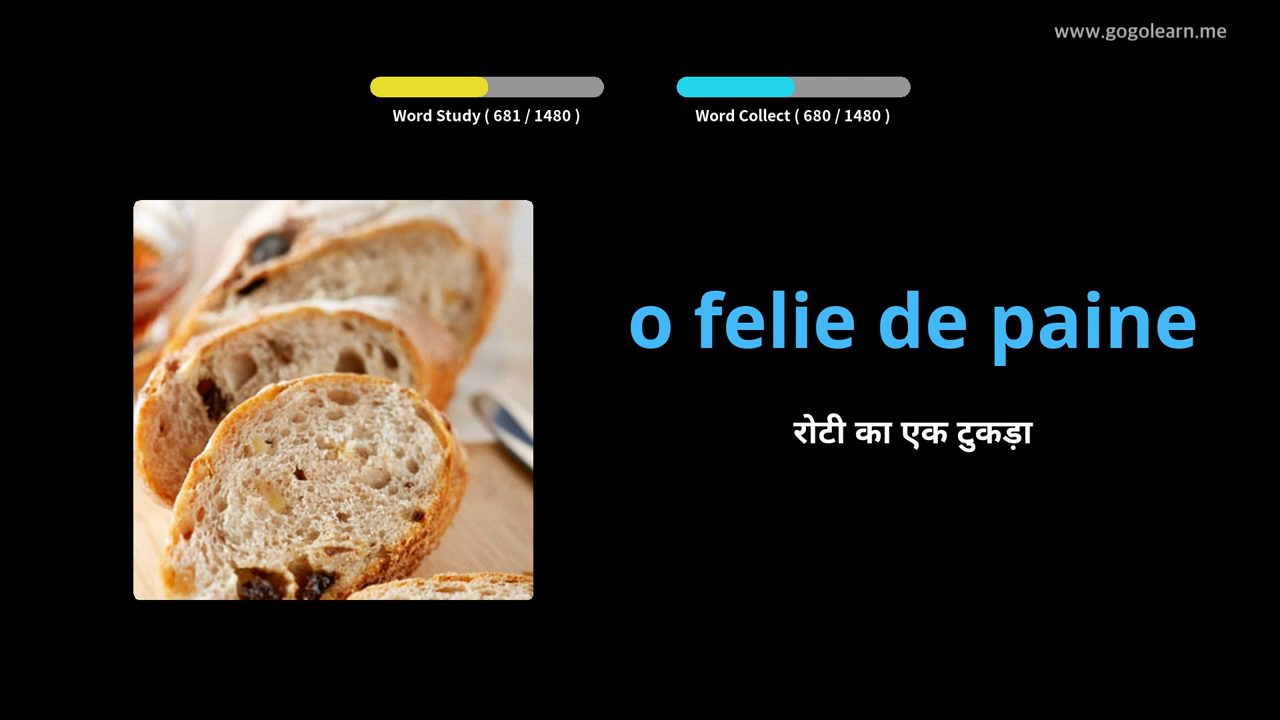 www.gogolearn.me
Word Study ( 681 / 1480 )
Word Collect ( 680 / 1480 )
o felie de paine
रोटी का एक टुकड़ा